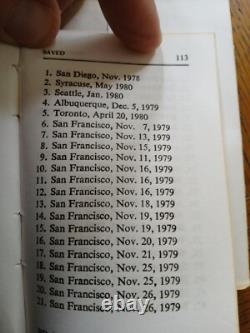 SAVED 113
1. San Diego, Nov. 1978
2. Syracuse, May 1980
3. Seattle, Jan. 1980
4. Albuquerque, Dec. 5, 1979
5. Toronto, April 20, 1980
6. San Francisco, Nov. 7, 1979
7. San Francisco, Nov. 13, 1979
8. San Francisco, Nov. 15, 1979
9. San Francisco, Nov. 11, 1979
10. San Francisco, Nov. 16, 1979
11. San Francisco, Nov. 16, 1979
12. San Francisco, Nov. 16, 1979
13. San Francisco, Nov. 18, 1979
14. San Francisco, Nov. 19, 1979
15. San Francisco, Nov. 19, 1979
16. San Francisco, Nov. 20, 1979
17. San Francisco, Nov. 21, 1979
18. San Francisco, Nov. 25, 1979
19. San Francisco, Nov. 25, 1979
20. San Francisco, Nov. 26, 1979
21. San Francisco, Nov. 26, 1979